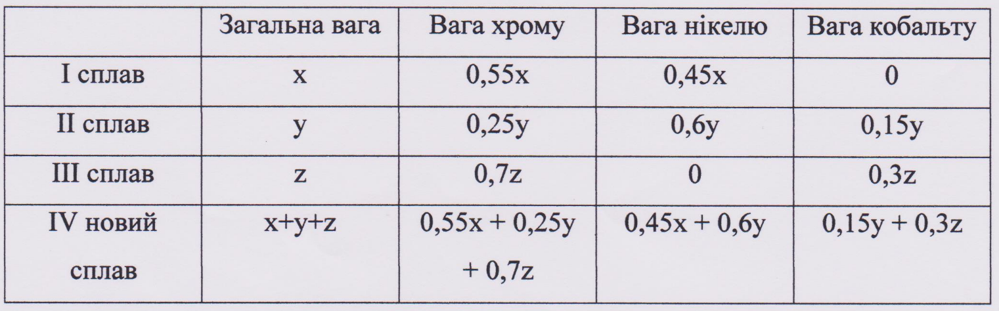 Загальна вага Вага хрому Вага нікелю Вага кобальту
I сплав x 0,55x 0,45x 0
II сплав y 0,25y 0,6y 0,15y
III сплав z 0,7z 0 0,3z
IV новий x+y+z 0,55x + 0,25y 0,45x + 0,6y 0,15y + 0,3z
сплав + 0,7z